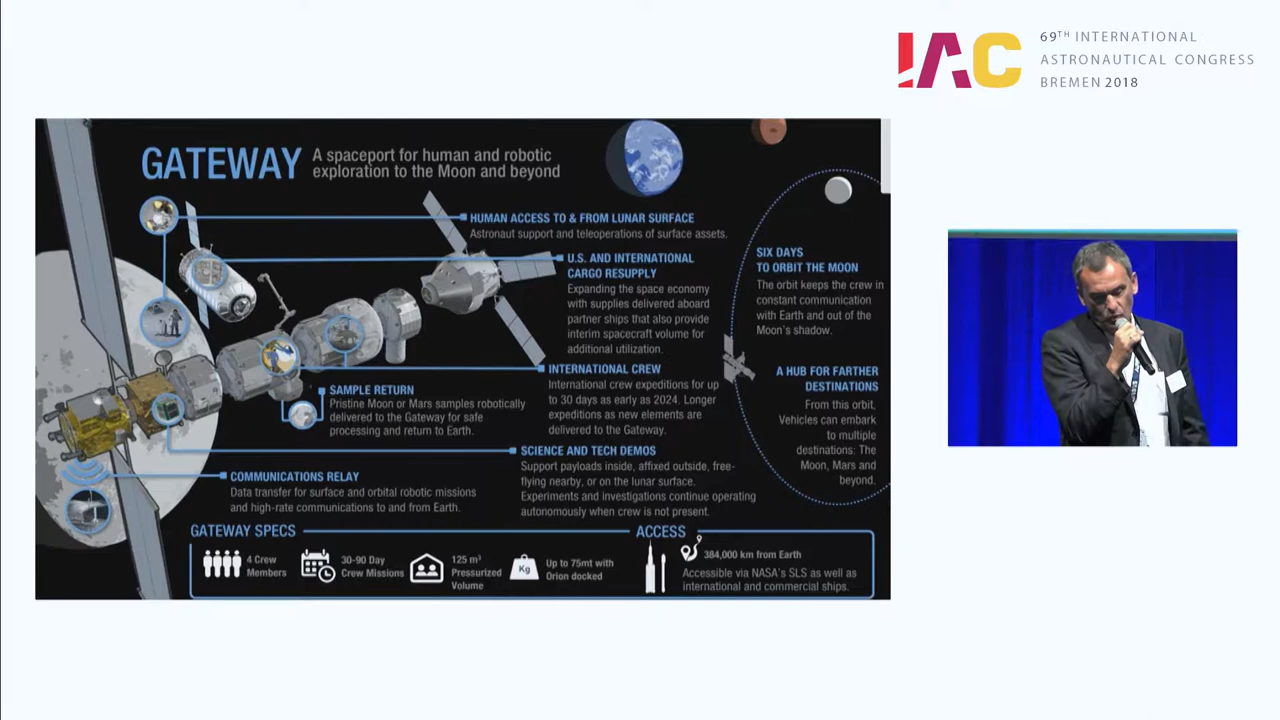 IAC
69TH INTERNATIONAL
ASTRONAUTICAL CONGRESS
BREMEN 2018
GATEWAY
A spaceport for human and robotic
exploration to the Moon and beyond
HUMAN ACCESS TO & FROM LUNAR SURFACE
Astronaut support and teleoperations of surface assets.
U.S. AND INTERNATIONAL
CARGO RESUPPLY
Expanding the space economy
with supplies delivered aboard
partner ships that also provide
interim spacecraft volume for
additional utilization.
SIX DAYS
TO ORBIT THE MOON
The orbit keeps the crew in
constant communication
with Earth and out of the
Moon's shadow.
INTERNATIONAL CREW
International crew expeditions for up
to 30 days as early as 2024. Longer
expeditions as new elements are
delivered to the Gateway.
A HUB FOR FARTHER
DESTINATIONS
From this orbit,
Vehicles can embark
to multiple
destinations: The
Moon, Mars and
beyond.
SAMPLE RETURN
Pristine Moon or Mars samples robotically
delivered to the Gateway for safe
processing and return to Earth.
SCIENCE AND TECH DEMOS
Support payloads inside, affixed outside, free-
flying nearby, or on the lunar surface.
Experiments and investigations continue operating
autonomously when crew is not present.
COMMUNICATIONS RELAY
Data transfer for surface and orbital robotic missions
and high-rate communications to and from Earth.
GATEWAY SPECS
4 Crew
Members
30-90 Day
Crew Missions
125 m³
Pressurized
Volume
Kg
Up to 75mt with
Orion docked
ACCESS
384,000 km from Earth
Accessible via NASA's SLS as well as
international and commercial ships.